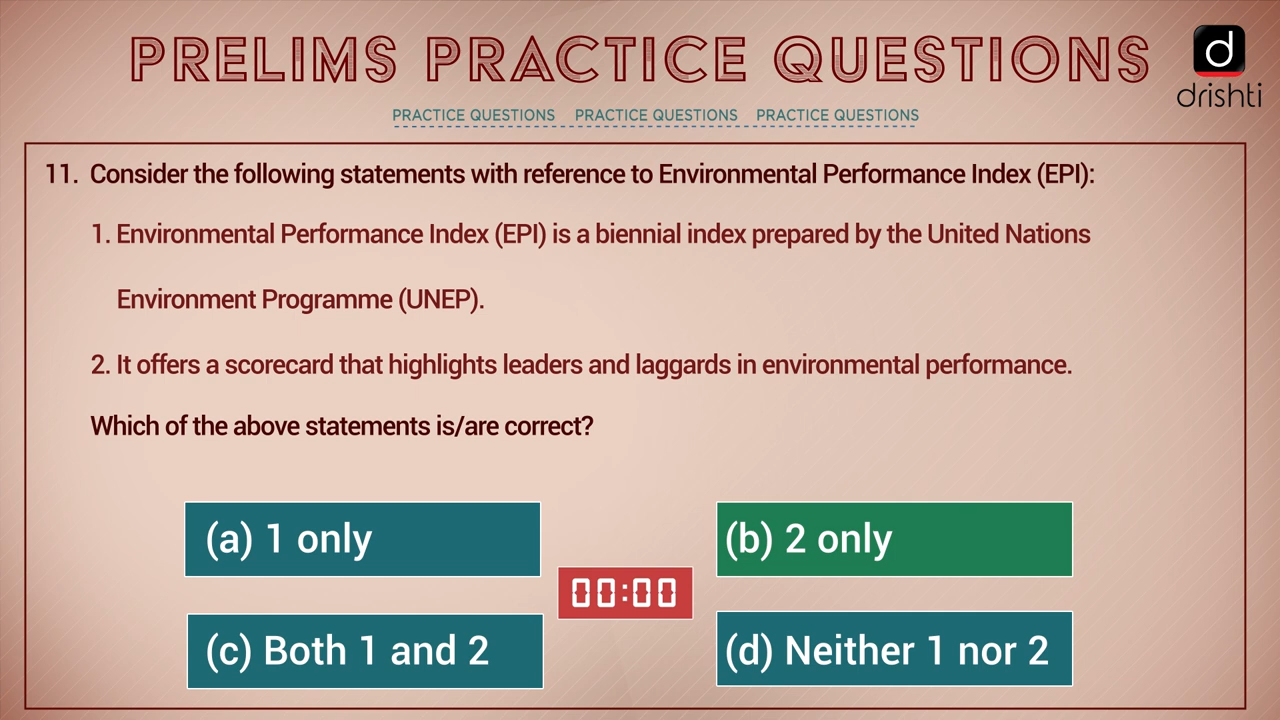 PRELIMS PRACTICE QUESTIONS
d
drishti
PRACTICE QUESTIONS PRACTICE QUESTIONS PRACTICE QUESTIONS
11. Consider the following statements with reference to Environmental Performance Index (EPI):
1. Environmental Performance Index (EPI) is a biennial index prepared by the United Nations
Environment Programme (UNEP).
2. It offers a scorecard that highlights leaders and laggards in environmental performance.
Which of the above statements is/are correct?
(a) 1 only
(b) 2 only
00:00
(c) Both 1 and 2
(d) Neither 1 nor 2